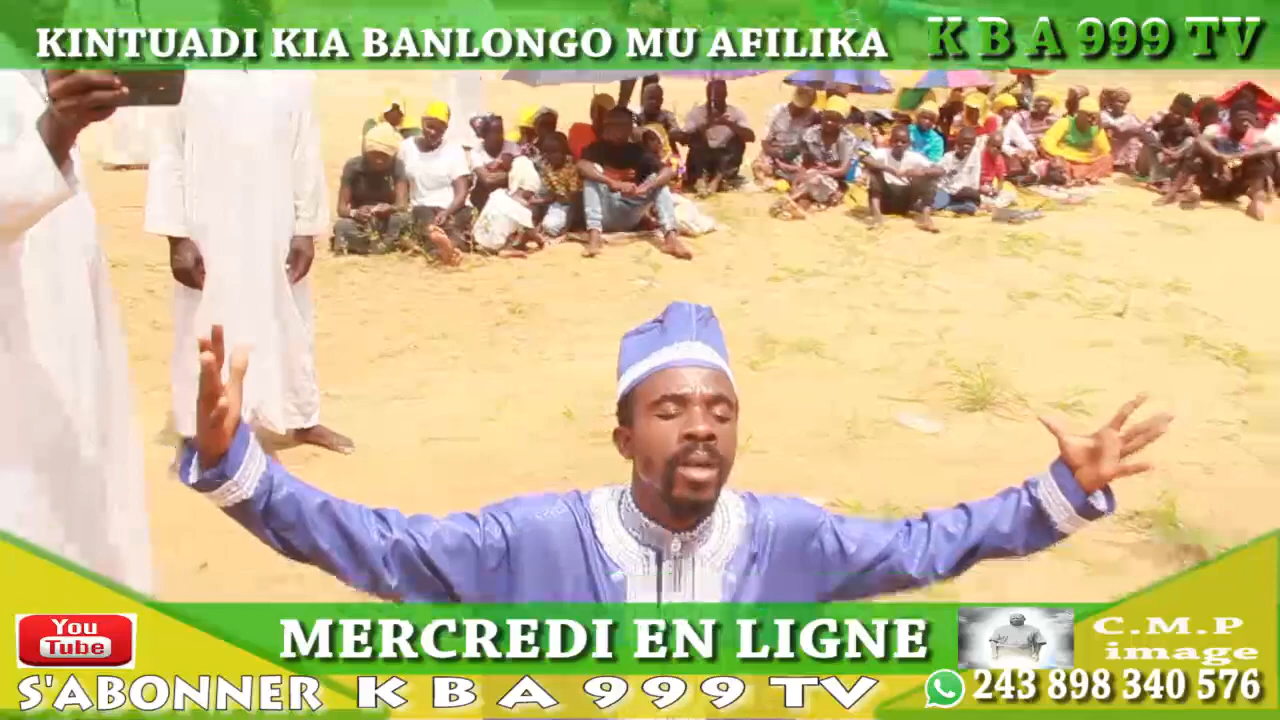 KINTUADI KIA BANLONGO MU AFILIKA
K B A 999 TV
MERCREDI EN LIGNE
You
Tube
C.M.P
image
S'ABONNER K B A 999 TV
243 898 340 576